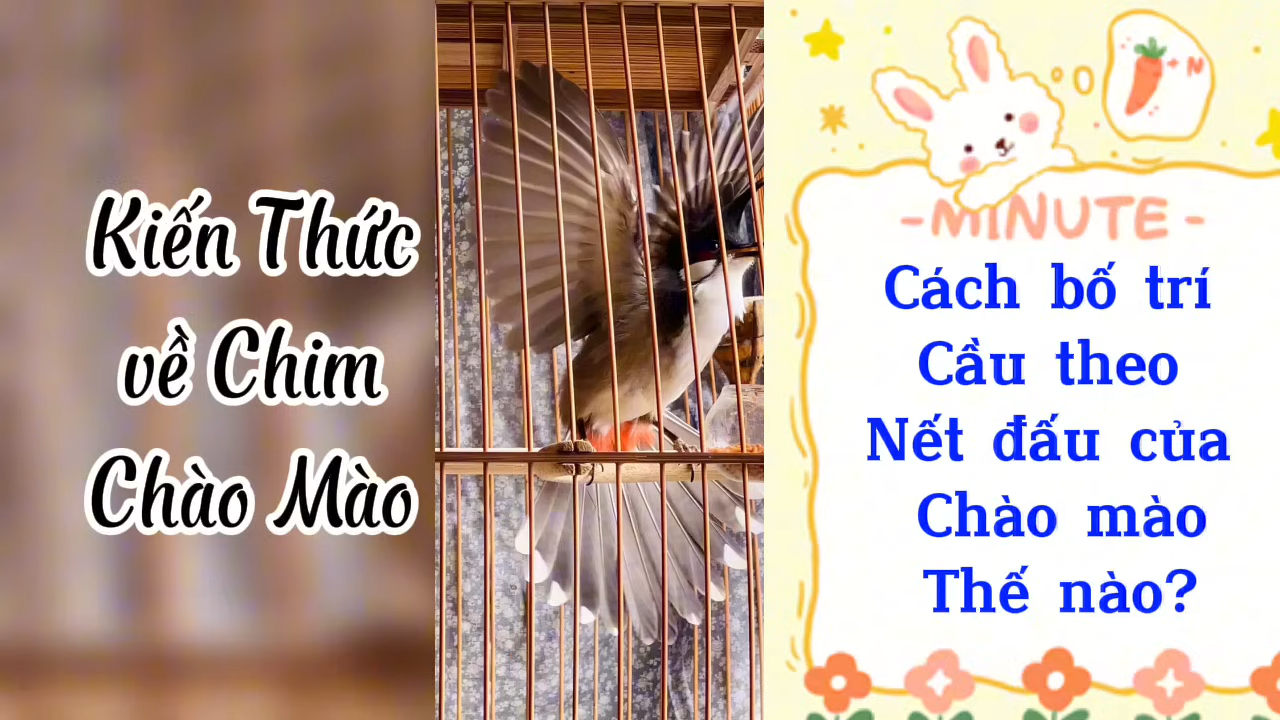 Kiến Thức
về Chim
Chào Mào
+ N
-MINUTE-
Cách bố trí
Cầu theo
Nết đấu của
Chào mào
Thế nào?